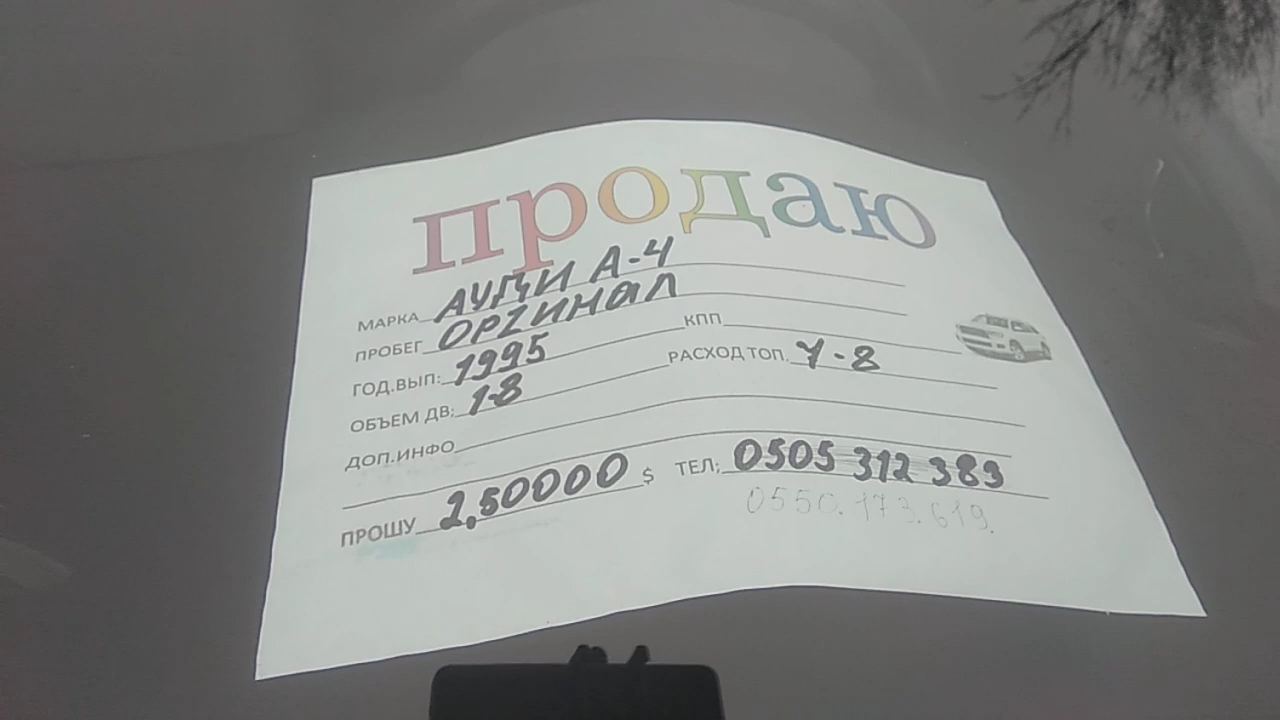 продаю
МАРКА АУДИ А-4
ПРОБЕГ ОРГИНАЛ
ГОД.ВЫП: 1995 КПП
ОБЪЕМ ДВ: 1-8 РАСХОД ТОП. 7-8
ДОП.ИНФО
ПРОШУ 2,50000 $ ТЕЛ: 0505 312 383
0550.173.619.